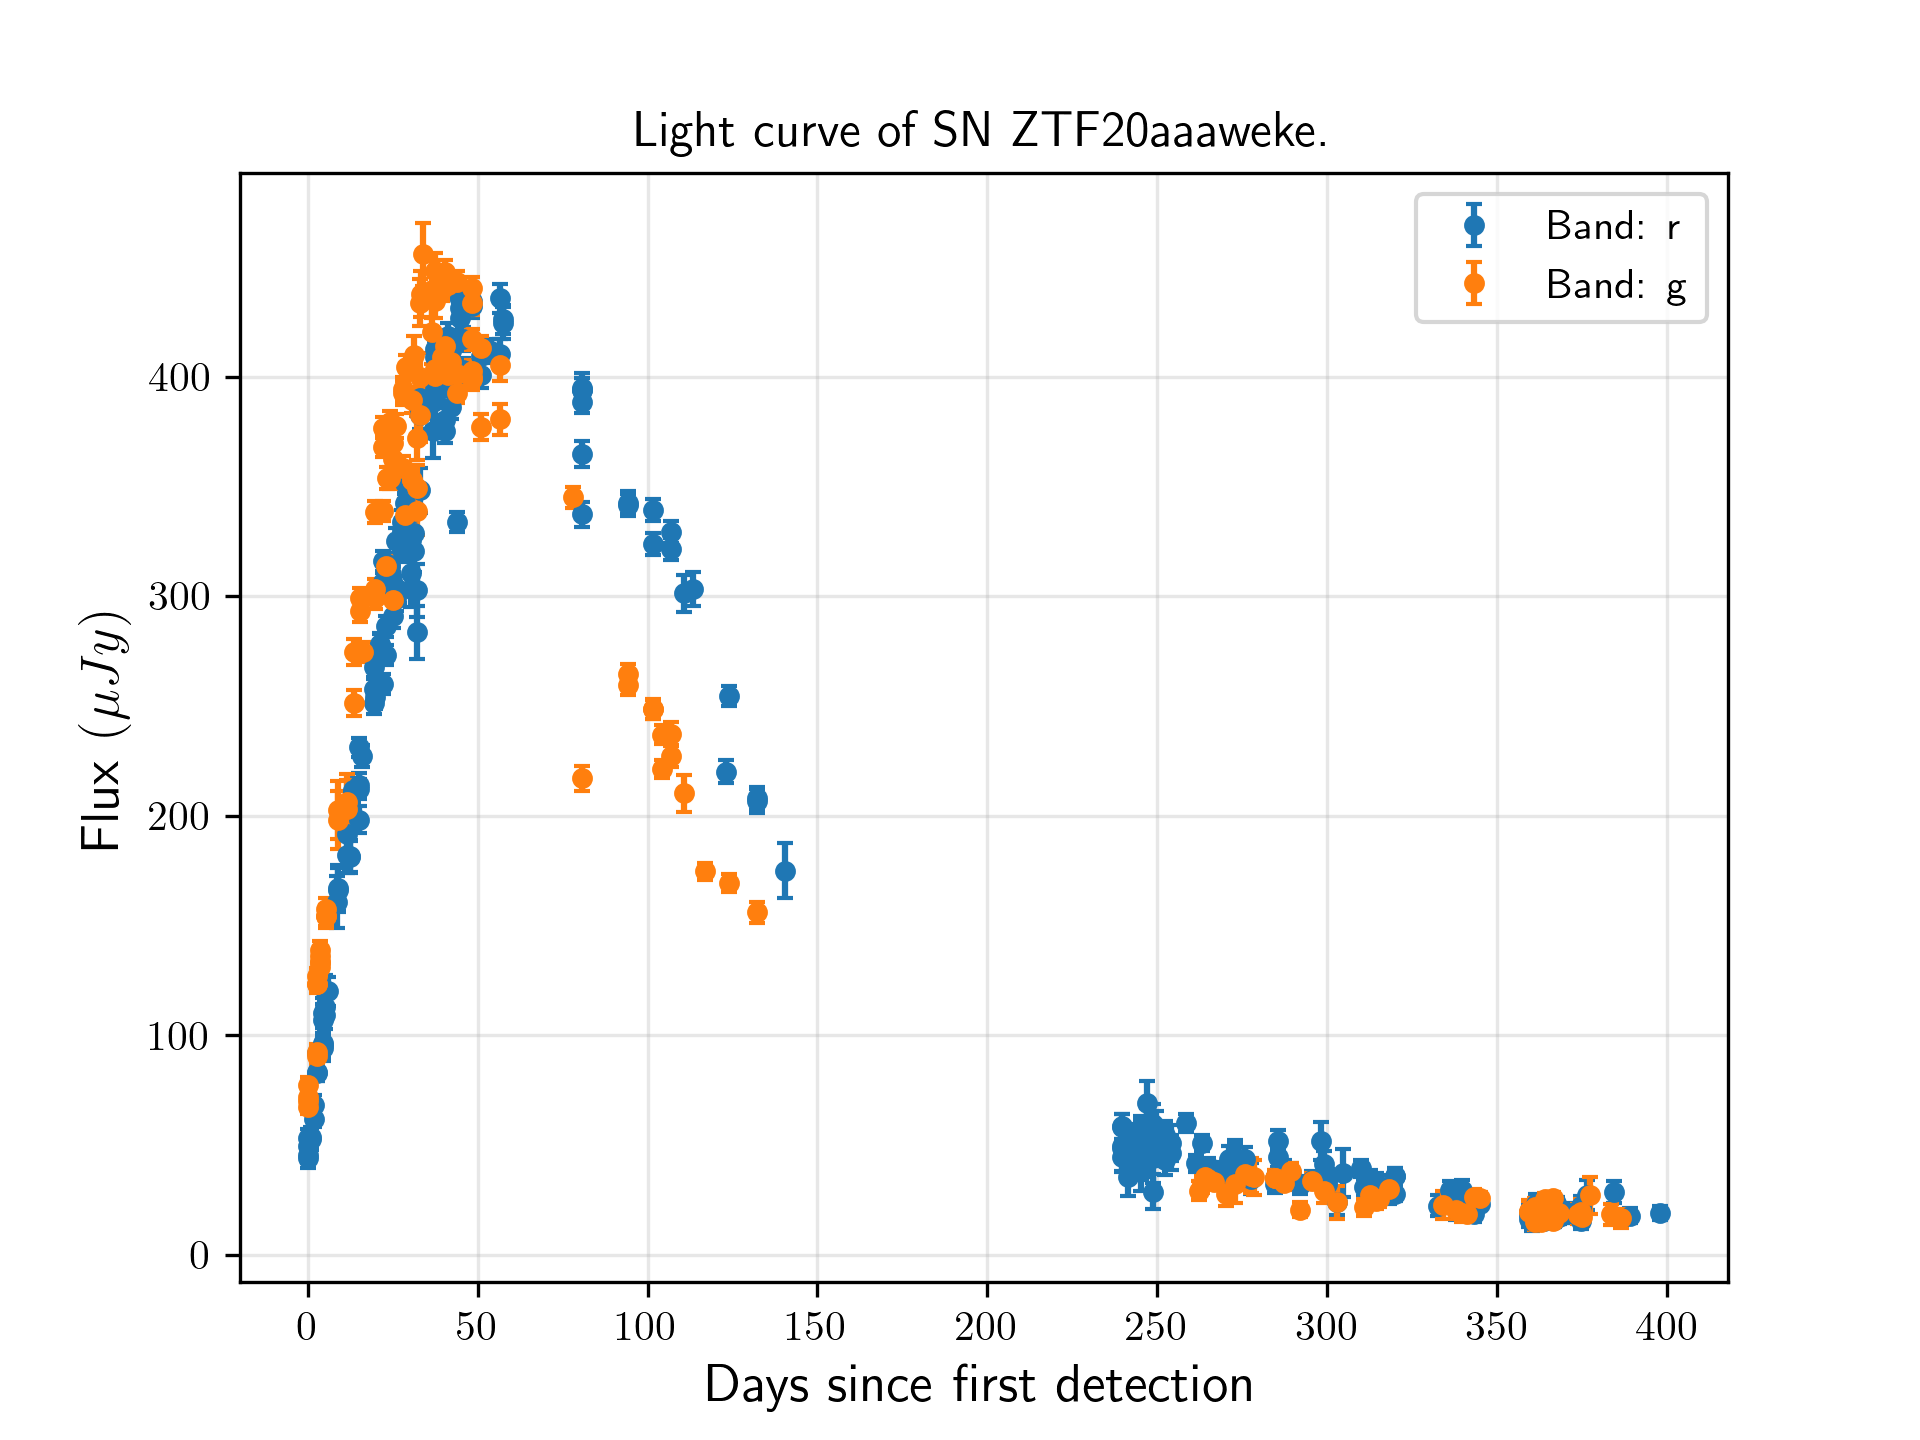 Light curve of SN ZTF20aaaweke.
Band: r
Band: g
Flux (μJy)
400
300
200
100
0
0 50 100 150 200 250 300 350 400
Days since first detection